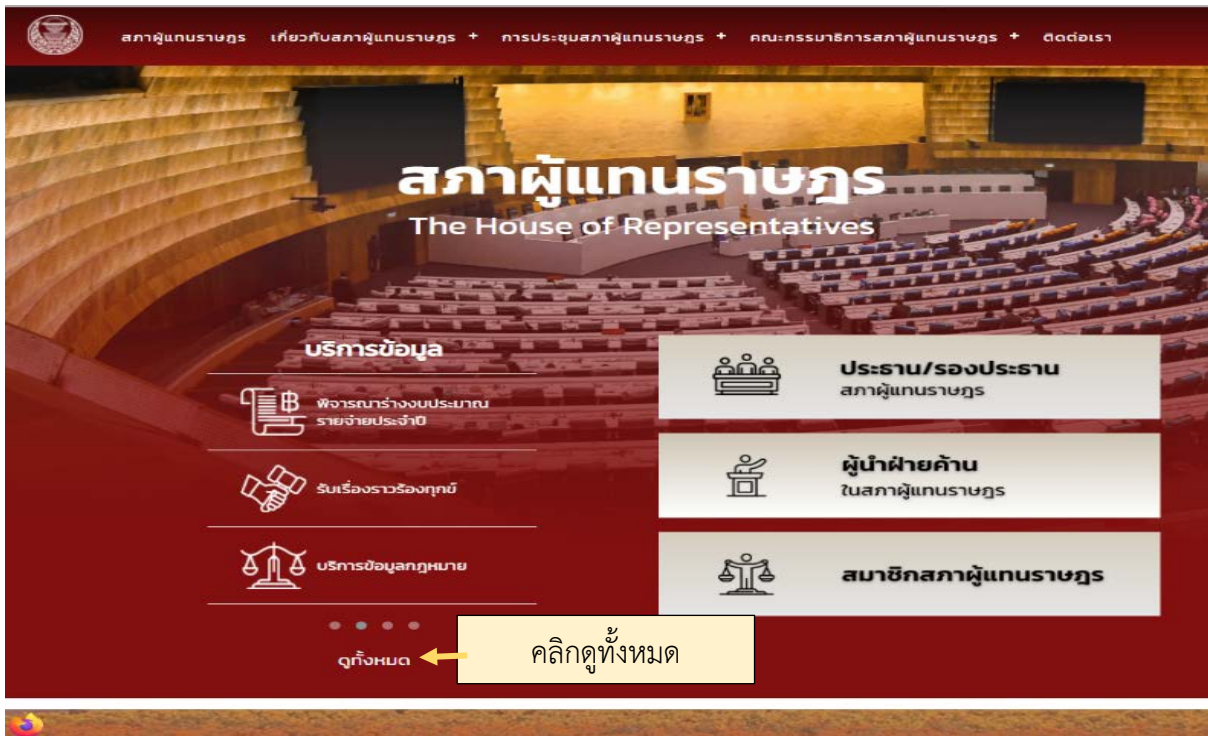 สภาผู้แทนราษฎร เกี่ยวกับสภาผู้แทนราษฎร + การประชุมสภาผู้แทนราษฎร + คณะกรรมาธิการสภาผู้แทนราษฎร + ติดต่อเรา
สภาผู้แทนราษฎร
The House of Representatives
บริการข้อมูล
พิจารณาร่างงบประมาณ
รายจ่ายประจำปี
รับเรื่องราวร้องทุกข์
บริการข้อมูลกฎหมาย
ดูทั้งหมด
คลิกดูทั้งหมด
ประธาน/รองประธาน
สภาผู้แทนราษฎร
ผู้นำฝ่ายค้าน
ในสภาผู้แทนราษฎร
สมาชิกสภาผู้แทนราษฎร